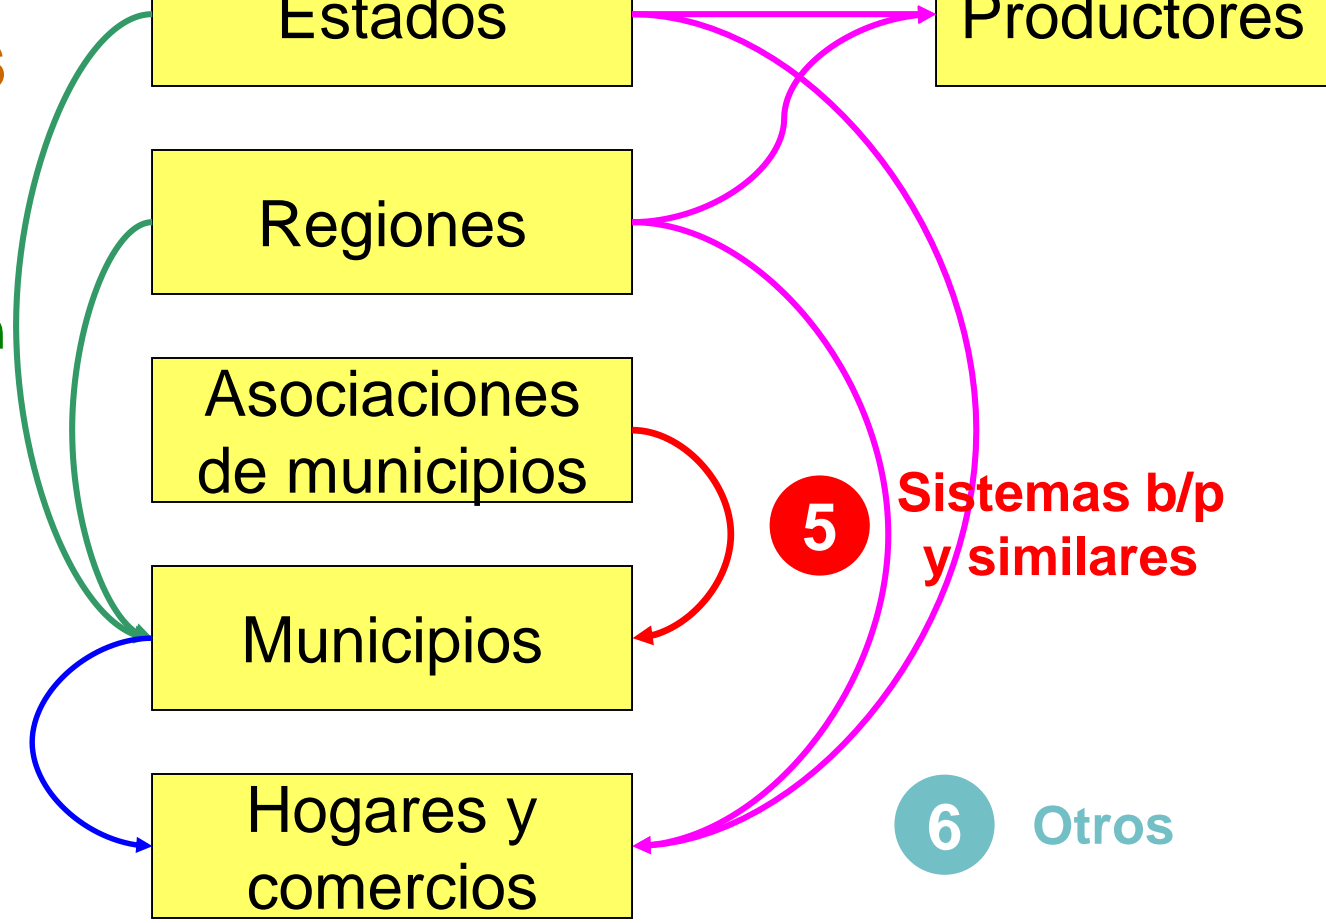 Estados
Productores
Regiones
Asociaciones
de municipios
5
Sistemas b/p
y similares
Municipios
Hogares y
comercios
6
Otros